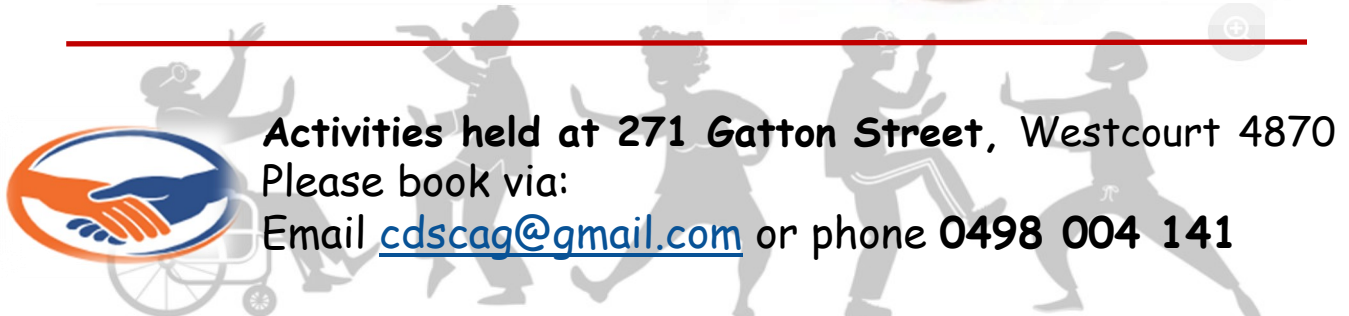 Activities held at 271 Gatton Street, Westcourt 4870
Please book via:
Email cdscag@gmail.com or phone 0498 004 141